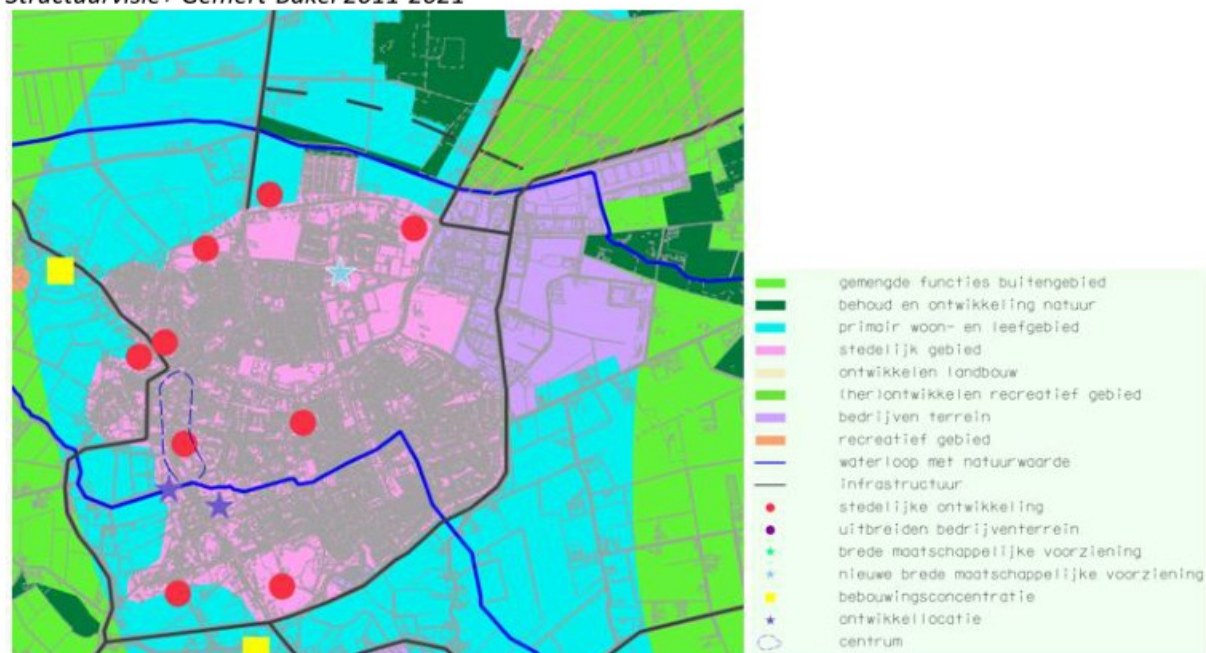 Structuurvisie+ Gemert-Bakel 2011-2021
gemengde functies buitengebied
behoud en ontwikkeling natuur
primair woon- en leefgebied
stedelijk gebied
ontwikkelen landbouw
(her)ontwikkelen recreatief gebied
bedrijven terrein
recreatief gebied
waterloop met natuurwaarde
infrastructuur
stedelijke ontwikkeling
uitbreiden bedrijventerrein
brede maatschappelijke voorziening
nieuwe brede maatschappelijke voorziening
bebouwingsconcentratie
ontwikkellocatie
centrum